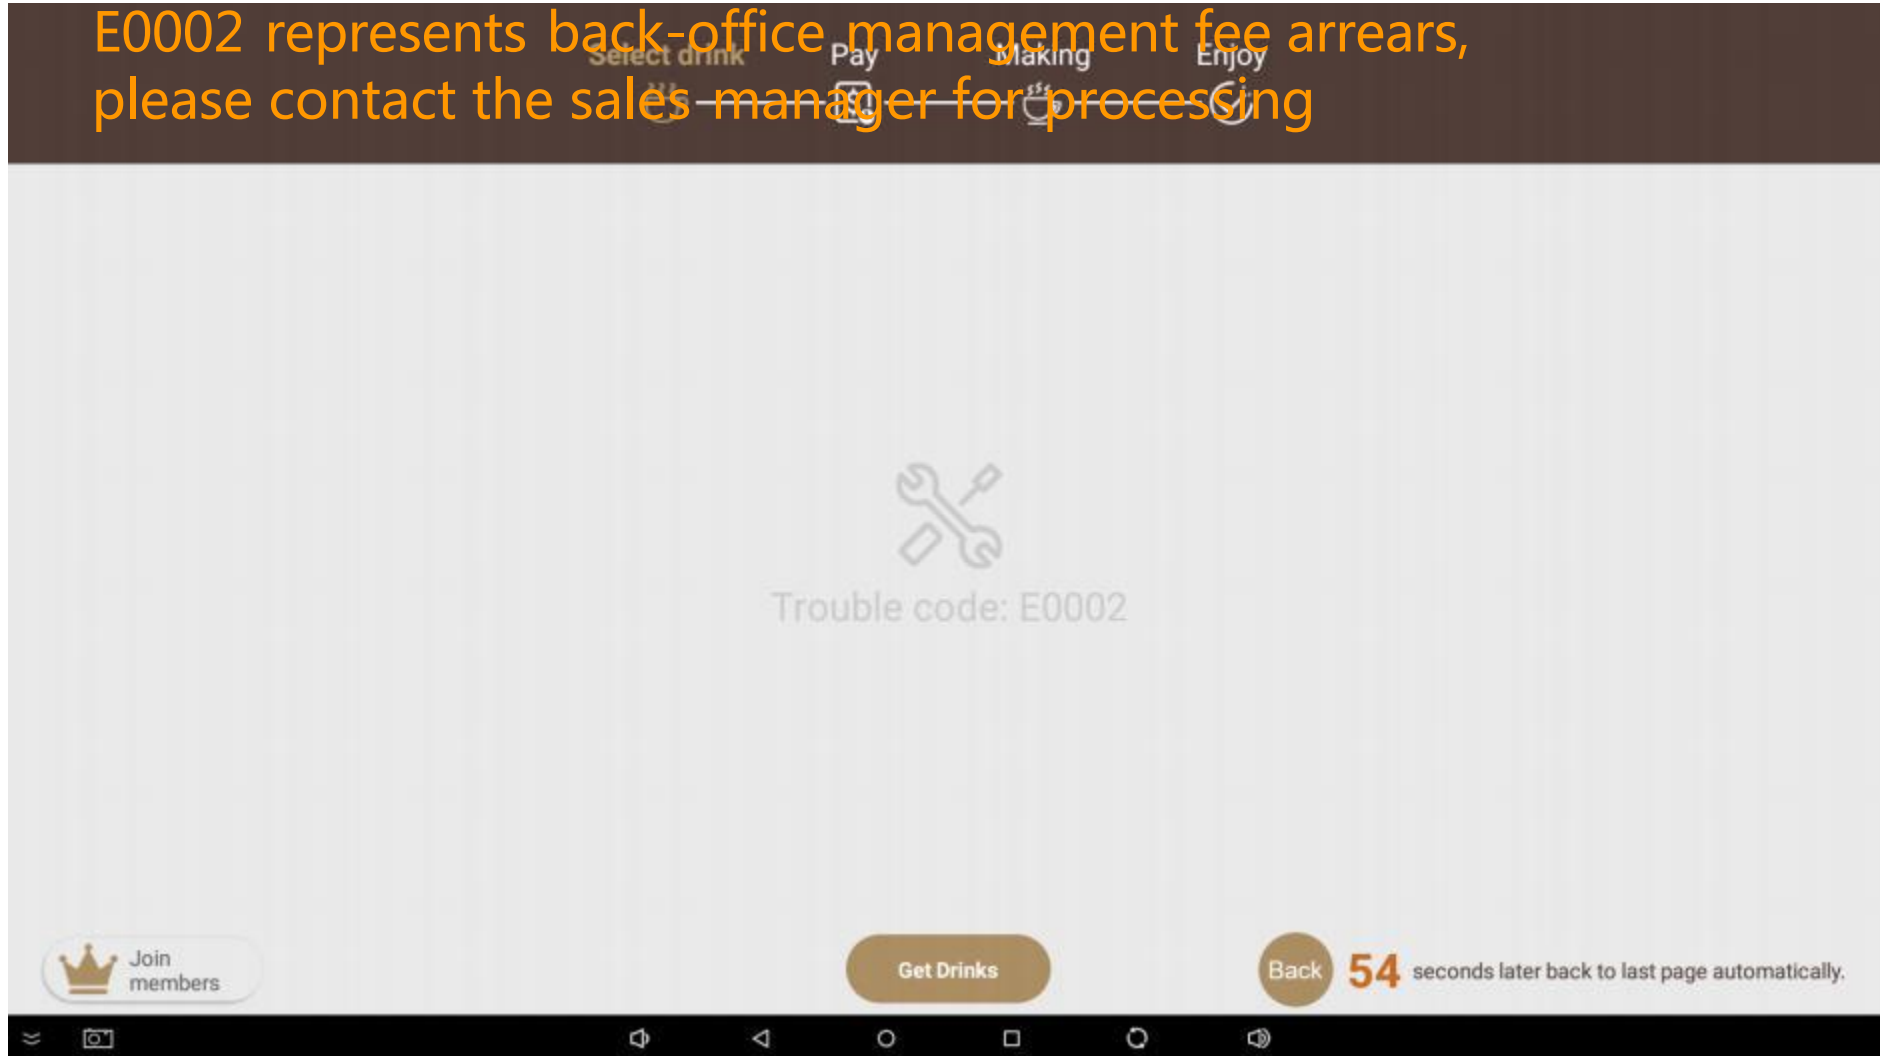 E0002 represents back-office management fee arrears,
please contact the sales manager for processing
Select drink
Pay
Making
Enjoy
Trouble code: E0002
Join
members
Get Drinks
Back
54 seconds later back to last page automatically.